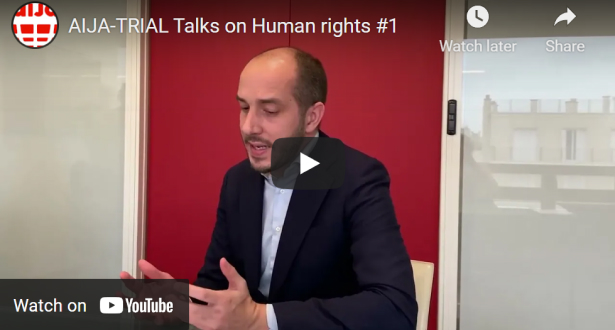 AIJA-TRIAL Talks on Human rights #1
Watch later
Share
Watch on YouTube